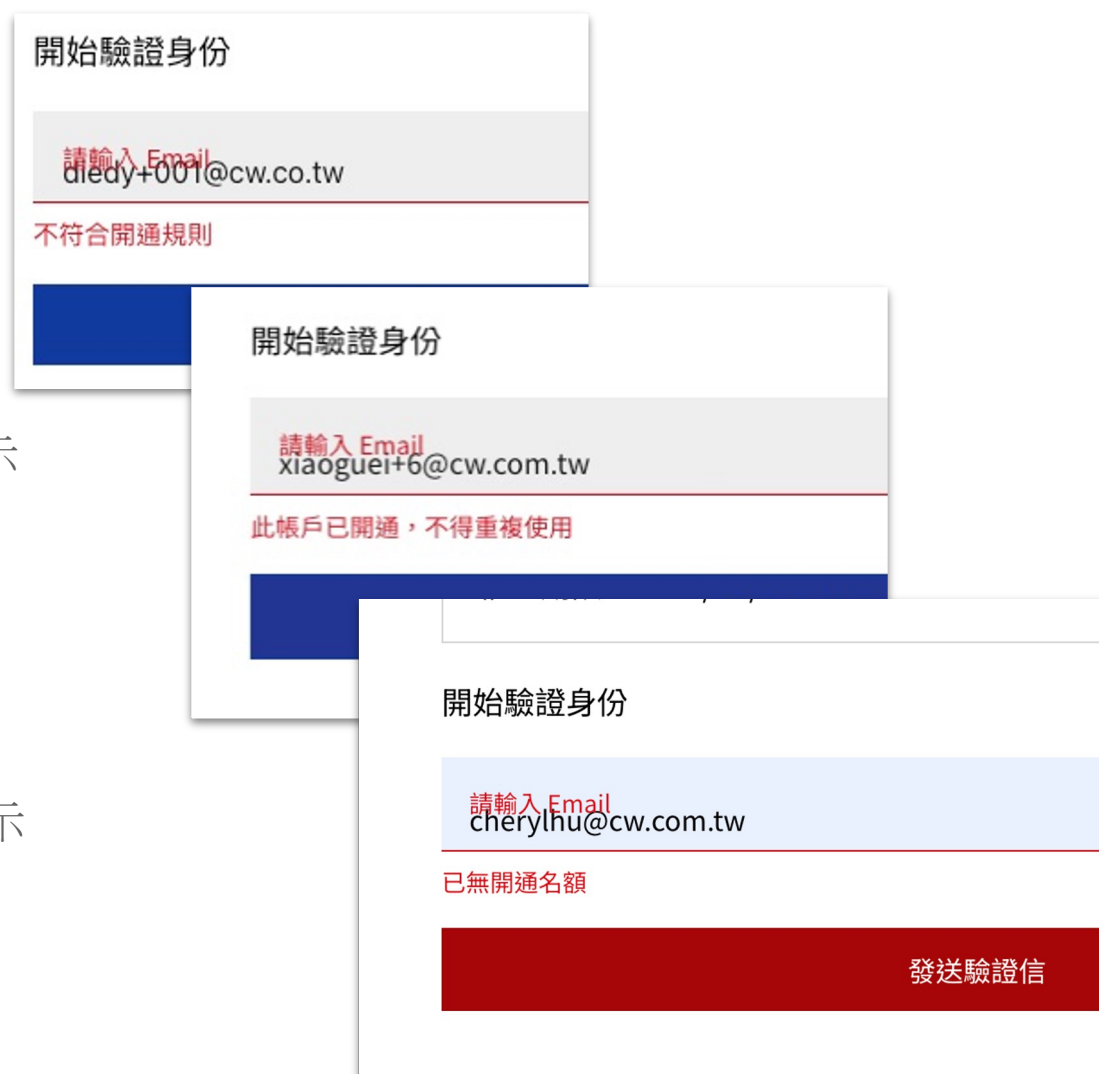 開始驗證身份
請輸入 Email
diedy+001@cw.co.tw
不符合開通規則
開始驗證身份
請輸入 Email
xiaoguei+6@cw.com.tw
示
此帳戶已開通，不得重複使用
開始驗證身份
請輸入 Email
cherylhu@cw.com.tw
示
已無開通名額
發送驗證信